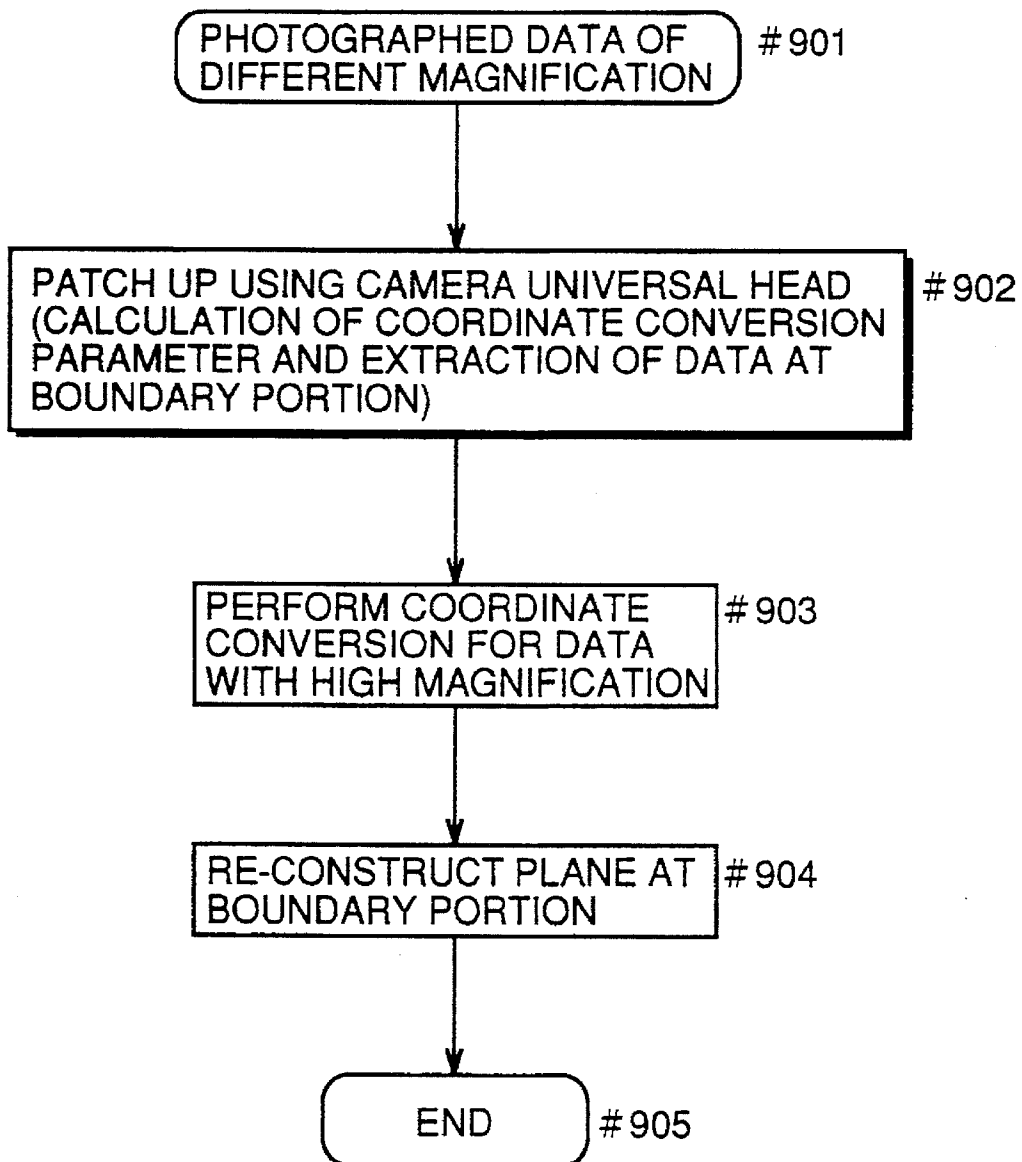 PHOTOGRAPHED DATA OF
DIFFERENT MAGNIFICATION
#901
PATCH UP USING CAMERA UNIVERSAL HEAD
(CALCULATION OF COORDINATE CONVERSION
PARAMETER AND EXTRACTION OF DATA AT
BOUNDARY PORTION)
#902
PERFORM COORDINATE
CONVERSION FOR DATA
WITH HIGH MAGNIFICATION
#903
RE-CONSTRUCT PLANE AT
BOUNDARY PORTION
#904
END
#905